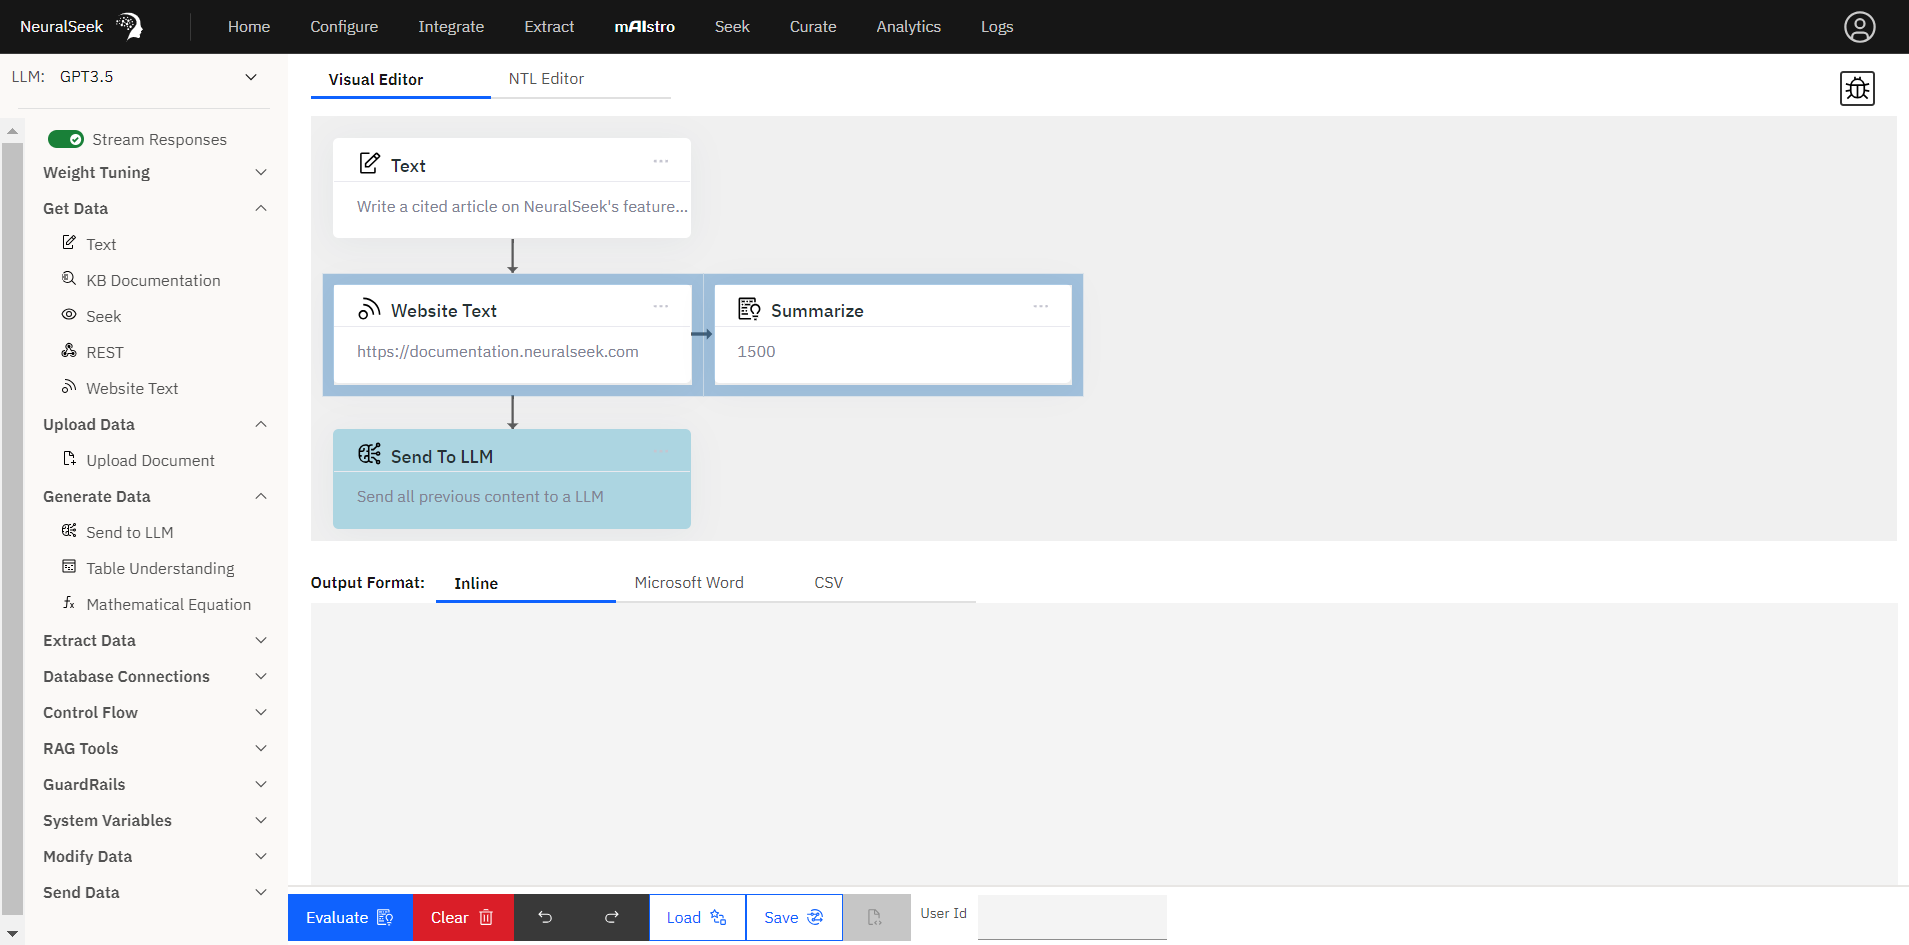 NeuralSeek
Home
Configure
Integrate
Extract
mAIstro
Seek
Curate
Analytics
Logs
LLM: GPT3.5
Stream Responses
Weight Tuning
Get Data
Text
KB Documentation
Seek
REST
Website Text
Upload Data
Upload Document
Generate Data
Send to LLM
Table Understanding
Mathematical Equation
Extract Data
Database Connections
Control Flow
RAG Tools
GuardRails
System Variables
Modify Data
Send Data
Visual Editor
NTL Editor
Text
Write a cited article on NeuralSeek's feature...
Website Text
https://documentation.neuralseek.com
Summarize
1500
Send To LLM
Send all previous content to a LLM
Output Format:
Inline
Microsoft Word
CSV
Evaluate
Clear
Load
Save
User Id